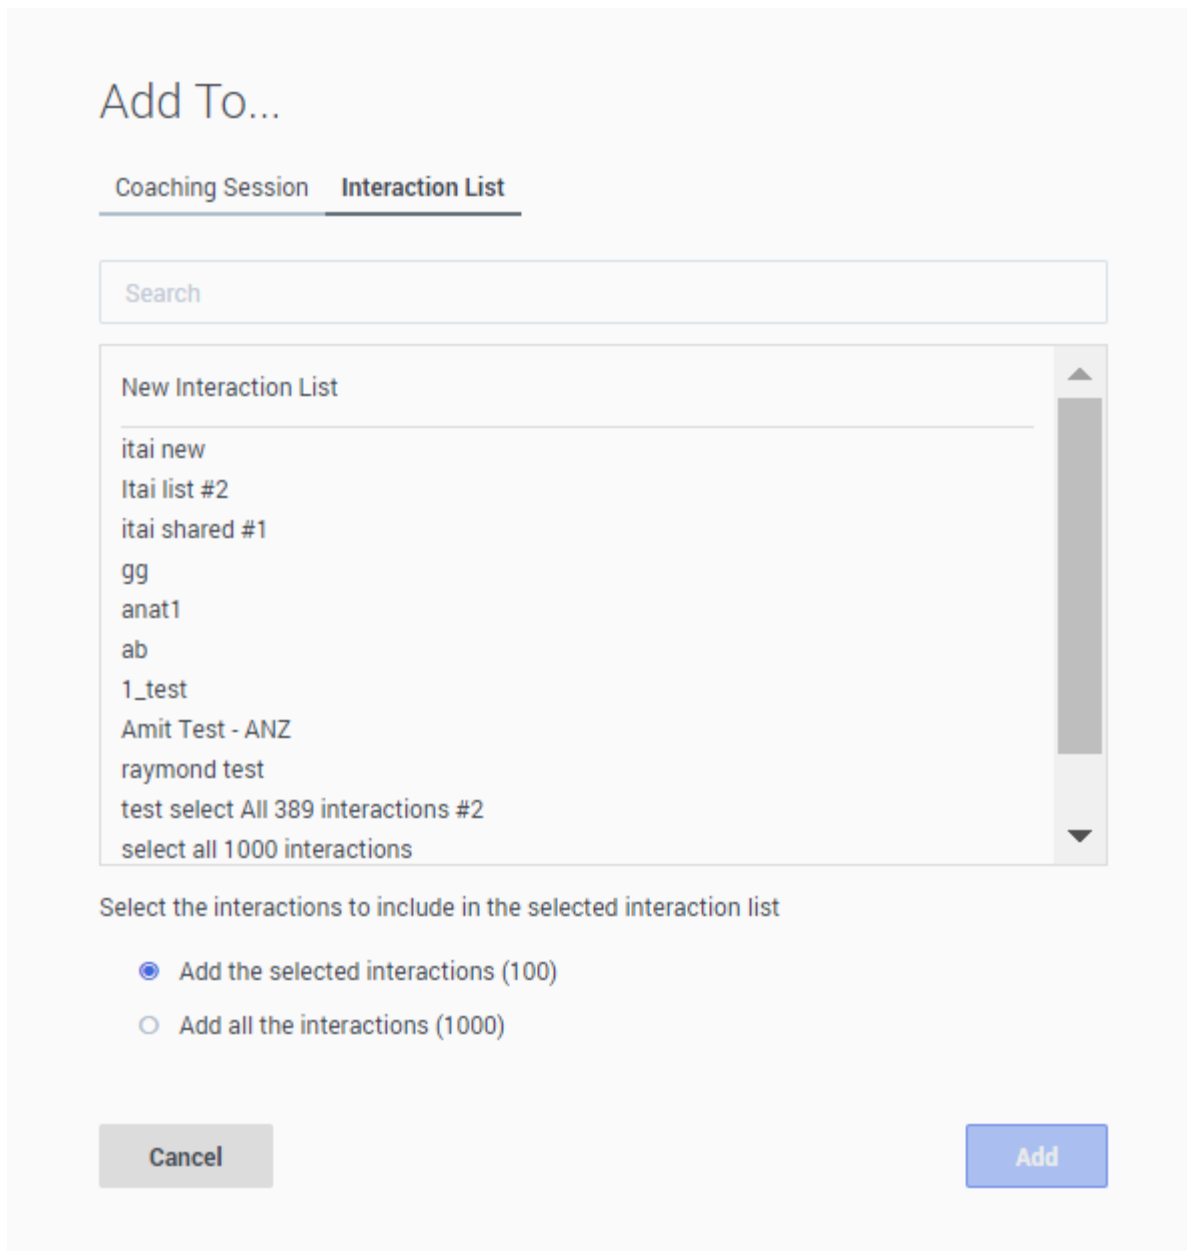 Add To...
Coaching Session Interaction List
Search
New Interaction List
itai new
Itai list #2
itai shared #1
gg
anat1
ab
1_test
Amit Test - ANZ
raymond test
test select All 389 interactions #2
select all 1000 interactions
Select the interactions to include in the selected interaction list
Add the selected interactions (100)
Add all the interactions (1000)
Cancel Add